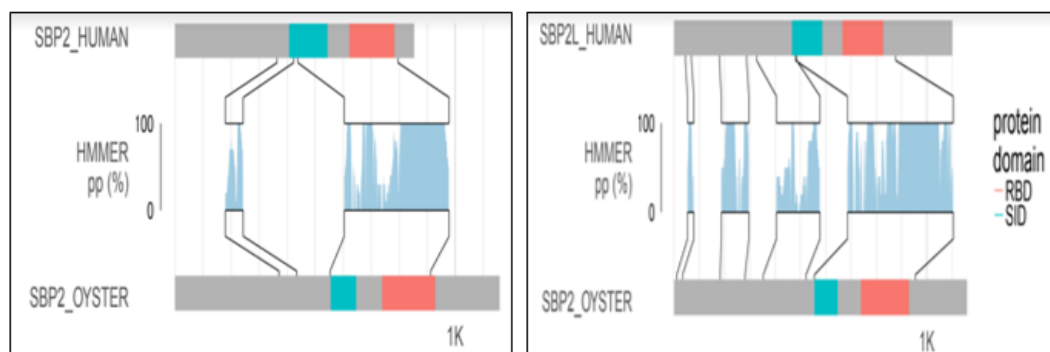 SBP2_HUMAN
100
HMMER
pp (%)
0
SBP2_OYSTER
1K
SBP2L_HUMAN
100
HMMER
pp (%)
0
SBP2_OYSTER
1K
protein
domain
RBD
SID